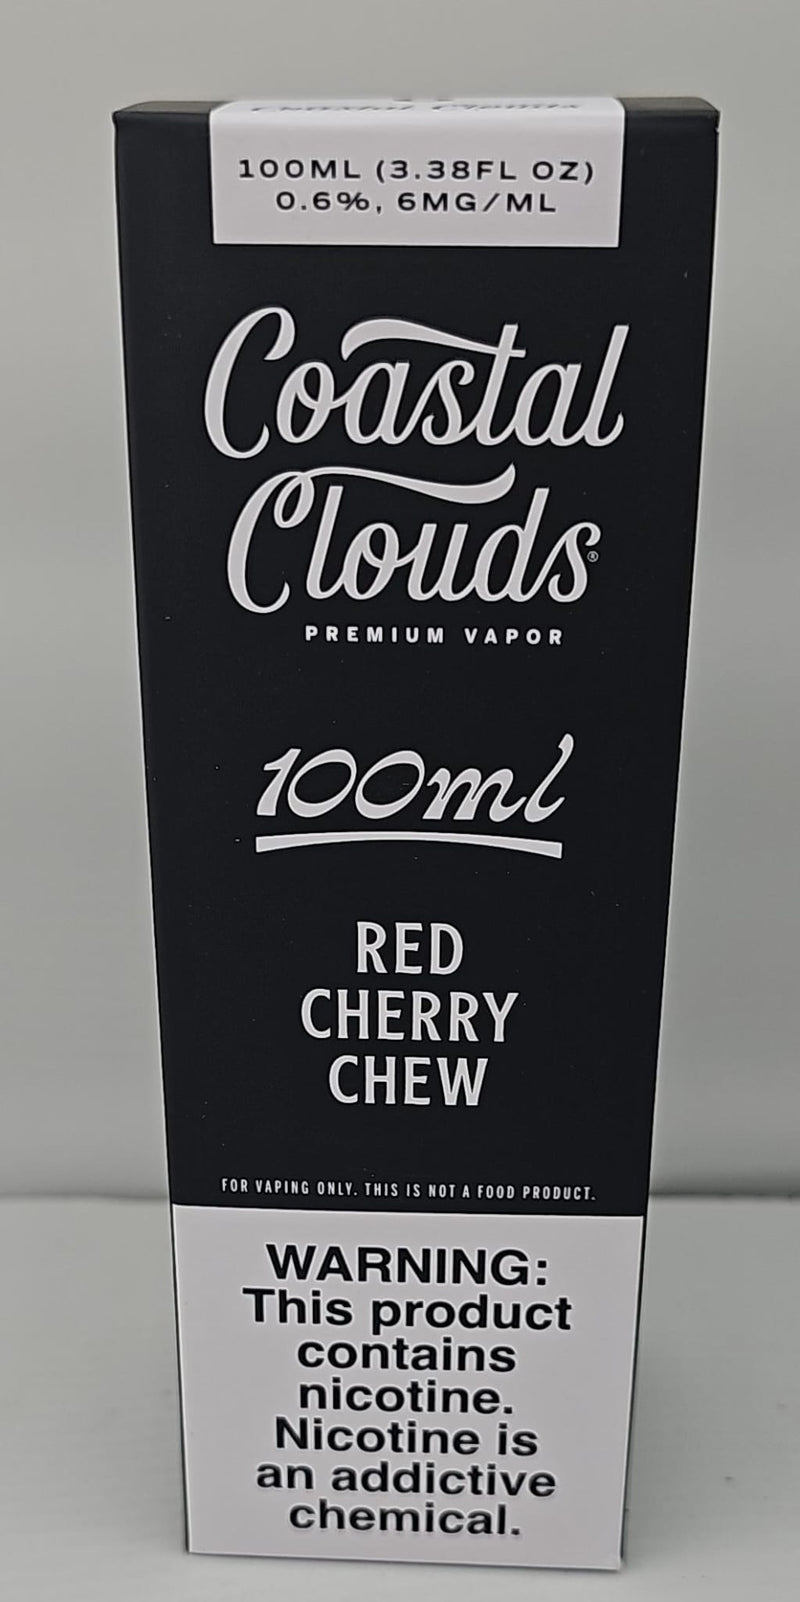 100ML (3.38FL OZ)
0.6%, 6MG/ML
Coastal
Clouds®
PREMIUM VAPOR
100ml
RED
CHERRY
CHEW
FOR VAPING ONLY. THIS IS NOT A FOOD PRODUCT.
WARNING:
This product
contains
nicotine.
Nicotine is
an addictive
chemical.